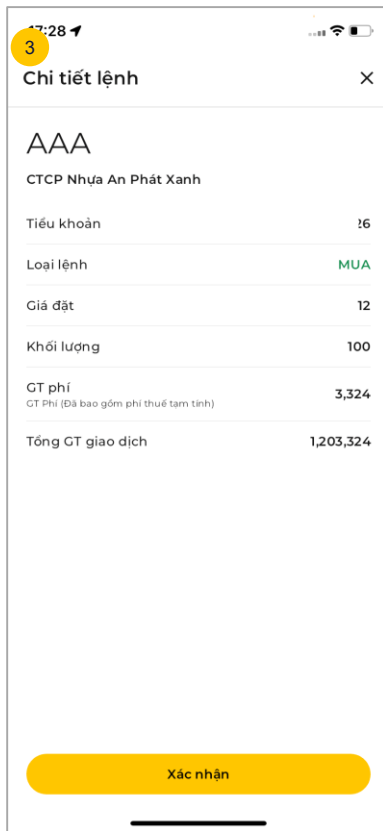 :28
3
Chi tiết lệnh
AAA
CTCP Nhựa An Phát Xanh
Tiểu khoản
Loại lệnh MUA
Giá đặt 12
Khối lượng 100
GT phí 3,324
GT Phí (Đã bao gồm phí thuế tạm tính)
Tổng GT giao dịch 1,203,324
Xác nhận